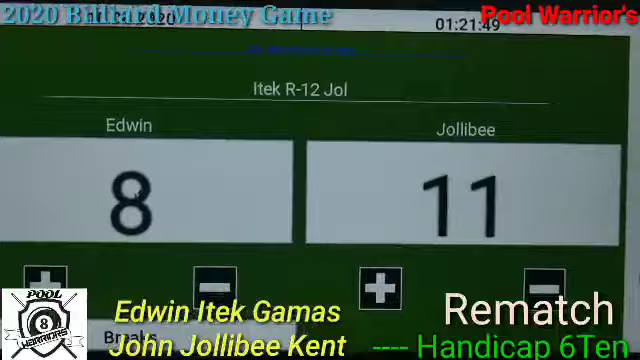 2020 Billiard Money Game
01:21:49
Pool Warrior's
Itek R-12 Jol
Edwin
Jollibee
8
11
+
-
+
-
POOL
8
WARRIORS
Edwin Itek Gamas
John Jollibee Kent
Rematch
---- Handicap 6Ten